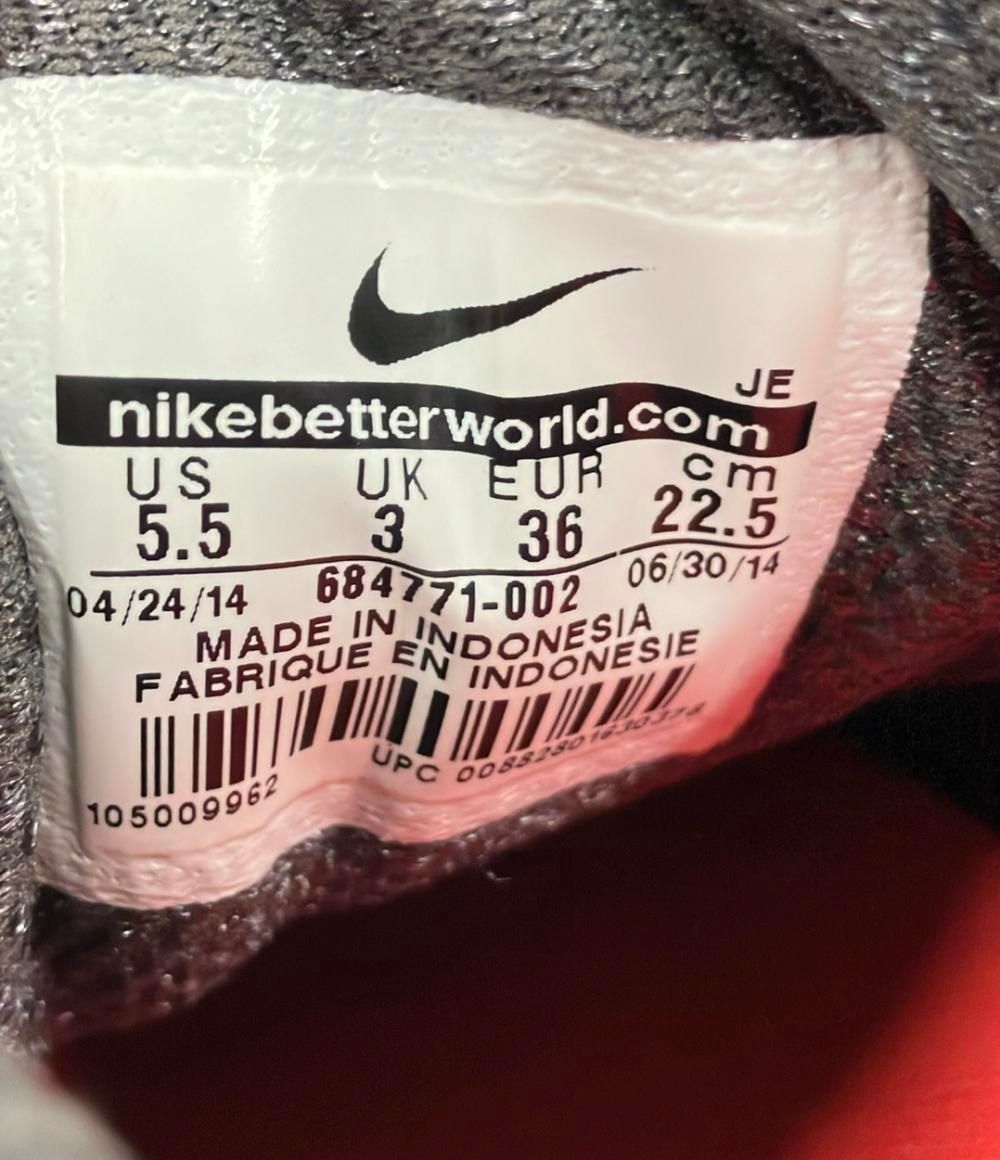 JE
nikebetterworld.com
US UK EUR cm
5.5 3 36 22.5
04/24/14 684771-002 06/30/14
MADE IN INDONESIA
FABRIQUE EN INDONESIE
UPC
105009962